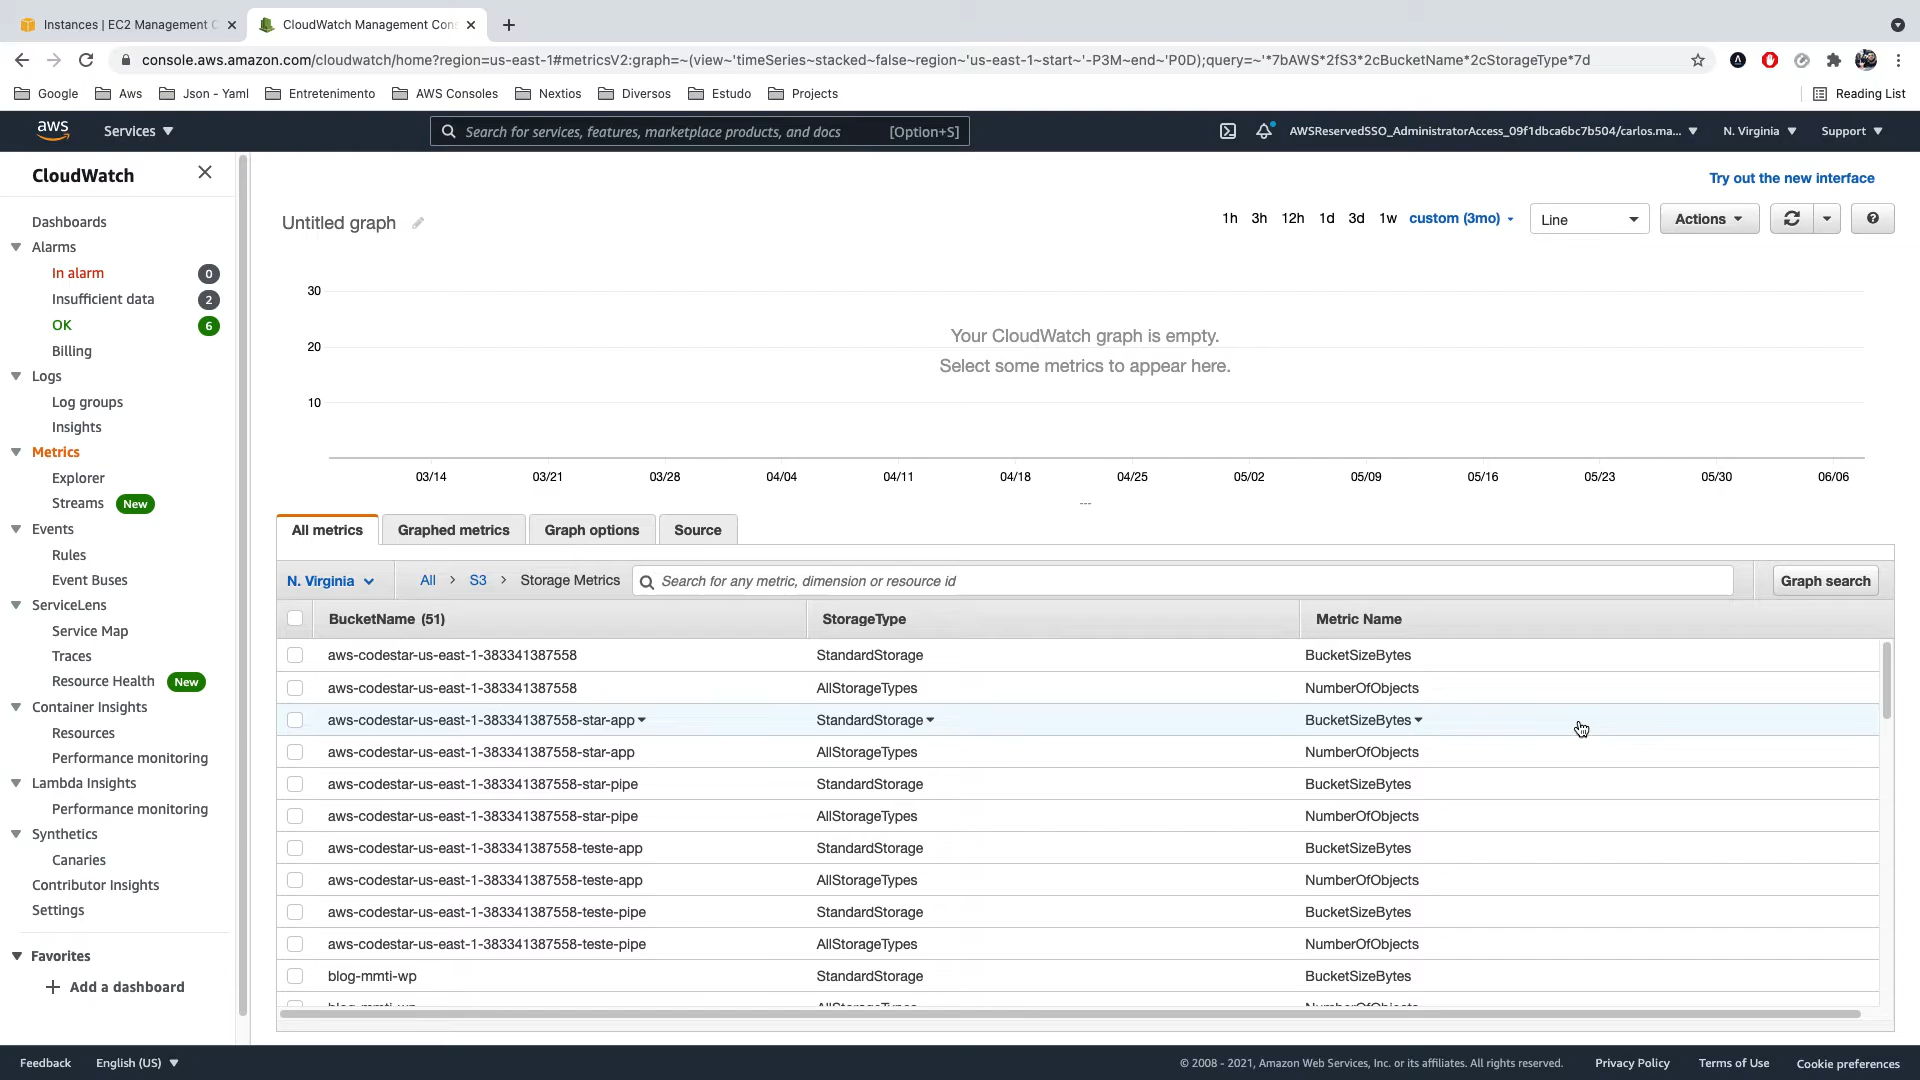 Instances | EC2 Management C
CloudWatch Management Con
console.aws.amazon.com/cloudwatch/home?region=us-east-1#metricsV2:graph=~(view~'timeSeries~stacked~false~region~'us-east-1~start~'-P3M~end~'P0D);query=~'*7bAWS*2fS3*2cBucketName*2cStorageType*7d
Google Aws Json - Yaml Entretenimento AWS Consoles Nextios Diversos Estudo Projects Reading List
aws Services Search for services, features, marketplace products, and docs [Option+S] AWSReservedSSO_AdministratorAccess_09f1dbca6bc7b504/carlos.ma... N. Virginia Support
CloudWatch
Dashboards
Alarms
In alarm 0
Insufficient data 2
OK 6
Billing
Logs
Log groups
Insights
Metrics
Explorer
Streams New
Events
Rules
Event Buses
ServiceLens
Service Map
Traces
Resource Health New
Container Insights
Resources
Performance monitoring
Lambda Insights
Performance monitoring
Synthetics
Canaries
Contributor Insights
Settings
Favorites
Add a dashboard
Try out the new interface
Untitled graph
1h 3h 12h 1d 3d 1w custom (3mo) Line Actions
30
20
10
Your CloudWatch graph is empty.
Select some metrics to appear here.
03/14 03/21 03/28 04/04 04/11 04/18 04/25 05/02 05/09 05/16 05/23 05/30 06/06
All metrics Graphed metrics Graph options Source
N. Virginia All > S3 > Storage Metrics Search for any metric, dimension or resource id Graph search
BucketName (51) StorageType Metric Name
aws-codestar-us-east-1-383341387558 StandardStorage BucketSizeBytes
aws-codestar-us-east-1-383341387558 AllStorageTypes NumberOfObjects
aws-codestar-us-east-1-383341387558-star-app StandardStorage BucketSizeBytes
aws-codestar-us-east-1-383341387558-star-app AllStorageTypes NumberOfObjects
aws-codestar-us-east-1-383341387558-star-pipe StandardStorage BucketSizeBytes
aws-codestar-us-east-1-383341387558-star-pipe AllStorageTypes NumberOfObjects
aws-codestar-us-east-1-383341387558-teste-app StandardStorage BucketSizeBytes
aws-codestar-us-east-1-383341387558-teste-app AllStorageTypes NumberOfObjects
aws-codestar-us-east-1-383341387558-teste-pipe StandardStorage BucketSizeBytes
aws-codestar-us-east-1-383341387558-teste-pipe AllStorageTypes NumberOfObjects
blog-mmti-wp StandardStorage BucketSizeBytes
blog-mmti-wp AllStorageTypes NumberOfObjects
Feedback English (US) © 2008 - 2021, Amazon Web Services, Inc. or its affiliates. All rights reserved. Privacy Policy Terms of Use Cookie preferences